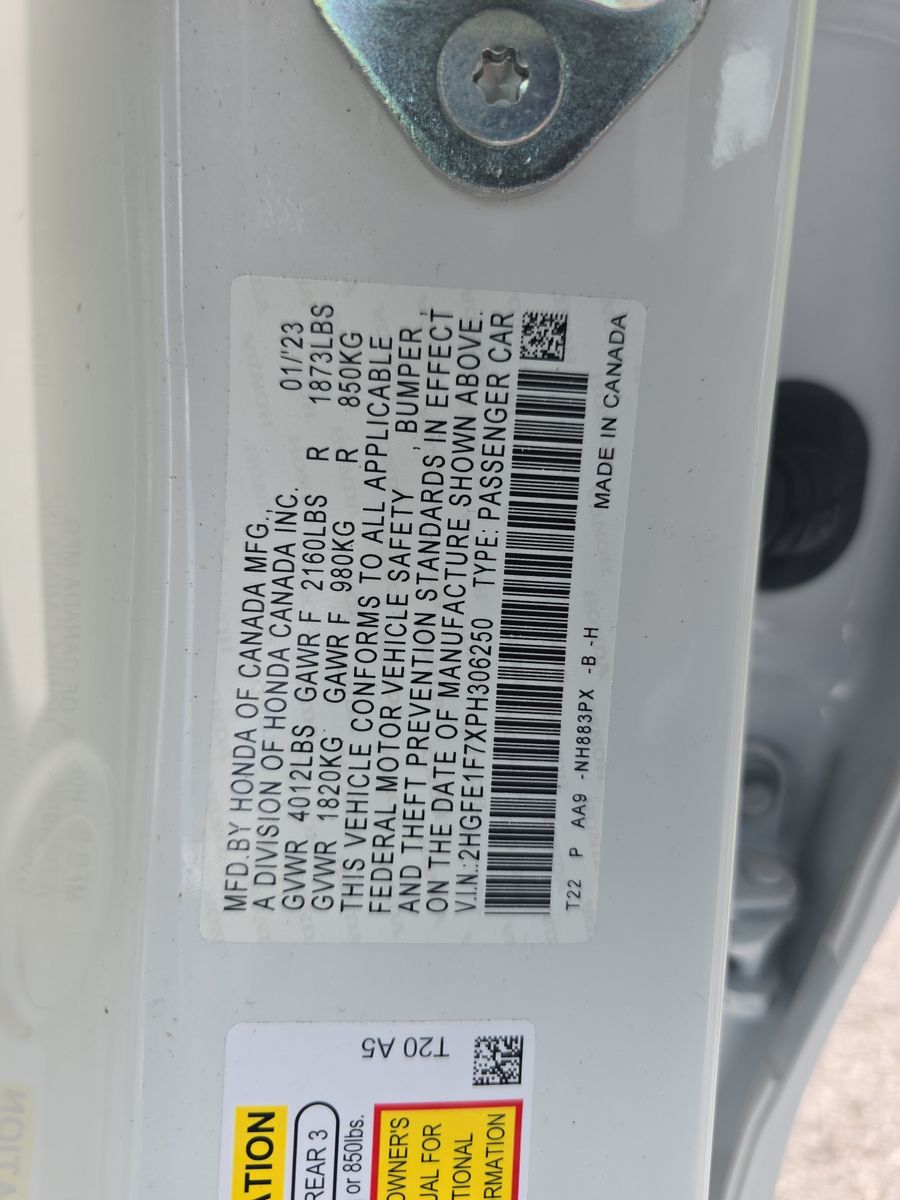 MFD.BY HONDA OF CANADA MFG.,
A DIVISION OF HONDA CANADA INC. 01/'23
GVWR 4012LBS GAWR F 2160LBS R 1873LBS
GVWR 1820KG GAWR F 980KG R 850KG
THIS VEHICLE CONFORMS TO ALL APPLICABLE
FEDERAL MOTOR VEHICLE SAFETY , BUMPER ,
AND THEFT PREVENTION STANDARDS IN EFFECT
ON THE DATE OF MANUFACTURE SHOWN ABOVE.
V.I.N.:2HGFE1F7XPH306250 TYPE: PASSENGER CAR
T22 P AA9 -NH883PX -B -H MADE IN CANADA
T20 A5
ATION
REAR 3
or 850lbs.
OWNER'S
UAL FOR
TIONAL
RMATION